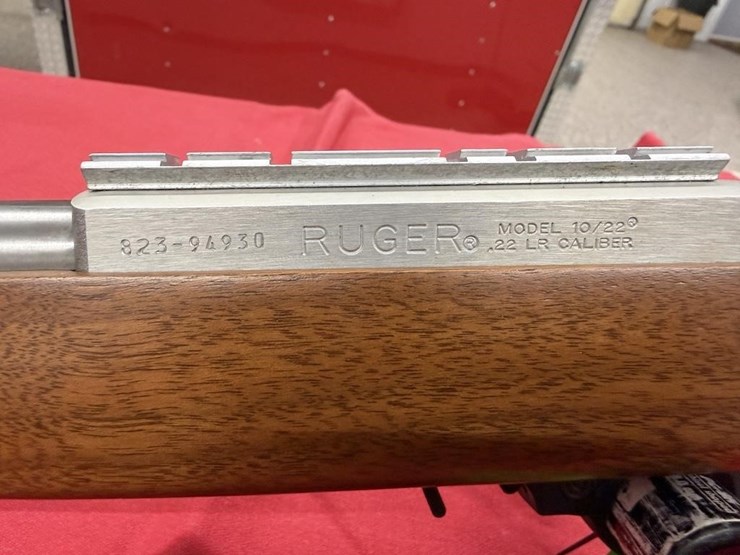 823-94930
RUGER®
MODEL 10/22®
.22 LR CALIBER